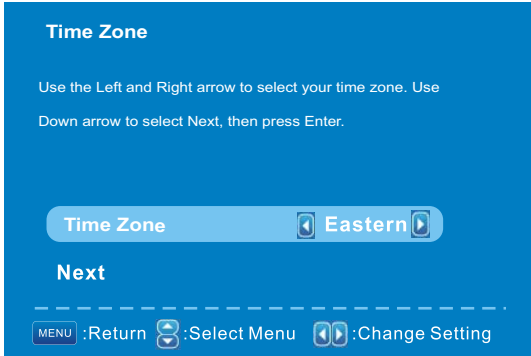 Time Zone
Use the Left and Right arrow to select your time zone. Use
Down arrow to select Next, then press Enter.
Time Zone Eastern
Next
MENU :Return :Select Menu :Change Setting